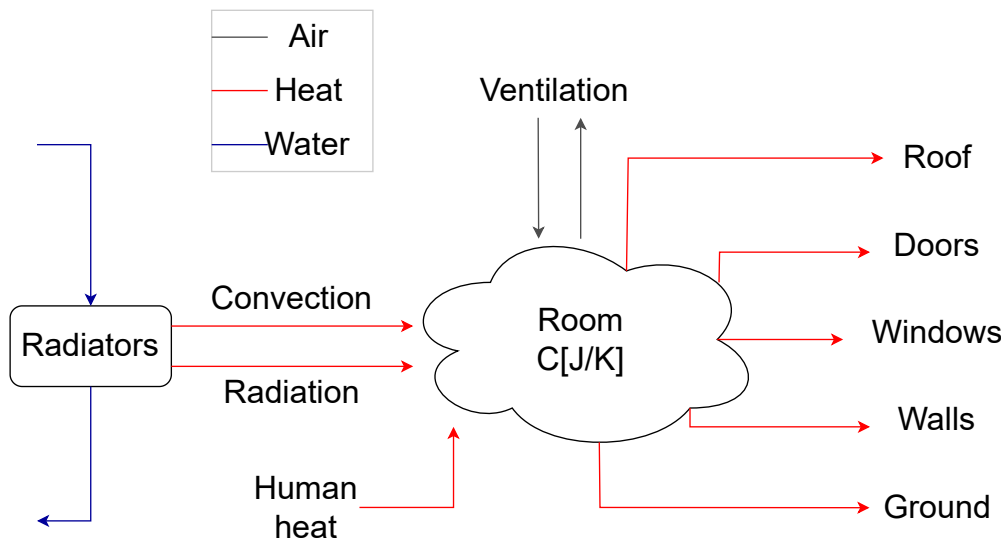 Air
Heat
Water
Ventilation
Roof
Doors
Windows
Walls
Ground
Convection
Radiators
Radiation
Room
C[J/K]
Human
heat